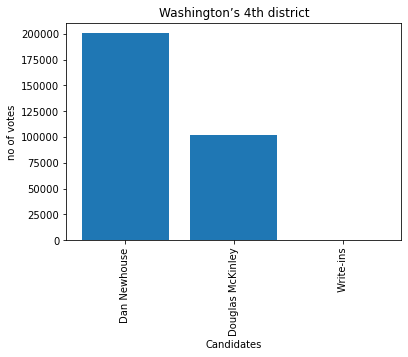 Washington’s 4th district
no of votes
200000
175000
150000
125000
100000
75000
50000
25000
0
Dan Newhouse
Douglas McKinley
Write-ins
Candidates